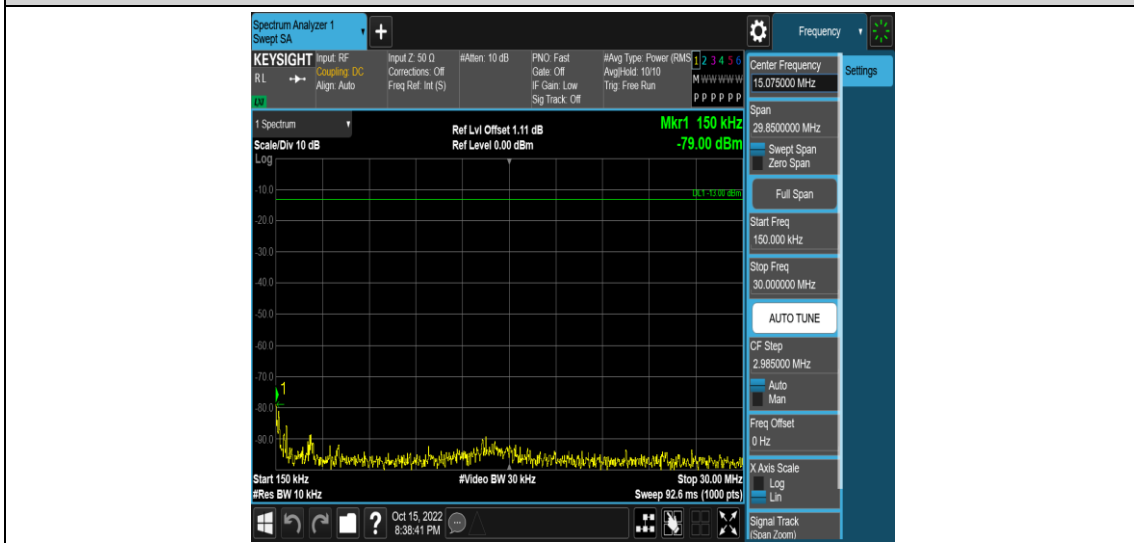 Spectrum Analyzer 1
Swept SA
+
Frequency
KEYSIGHT
RL
Input: RF
Coupling: DC
Align: Auto
Input Z: 50 Ω
Corrections: Off
Freq Ref: Int (S)
#Atten: 10 dB
PNO: Fast
Gate: Off
IF Gain: Low
Sig Track: Off
#Avg Type: Power (RMS
Avg|Hold: 10/10
Trig: Free Run
1 2 3 4 5 6
M W W W W W
P P P P P P
1 Spectrum
Scale/Div 10 dB
Log
Ref Lvl Offset 1.11 dB
Ref Level 0.00 dBm
Mkr1 150 kHz
-79.00 dBm
DL1 -13.00 dBm
-10.0
-20.0
-30.0
-40.0
-50.0
-60.0
-70.0
1
-80.0
-90.0
Start 150 kHz
#Res BW 10 kHz
#Video BW 30 kHz
Stop 30.00 MHz
Sweep 92.6 ms (1000 pts)
Oct 15, 2022
8:38:41 PM
?
Center Frequency
15.075000 MHz
Settings
Span
29.8500000 MHz
Swept Span
Zero Span
Full Span
Start Freq
150.000 kHz
Stop Freq
30.000000 MHz
AUTO TUNE
CF Step
2.985000 MHz
Auto
Man
Freq Offset
0 Hz
X Axis Scale
Log
Lin
Signal Track
(Span Zoom)